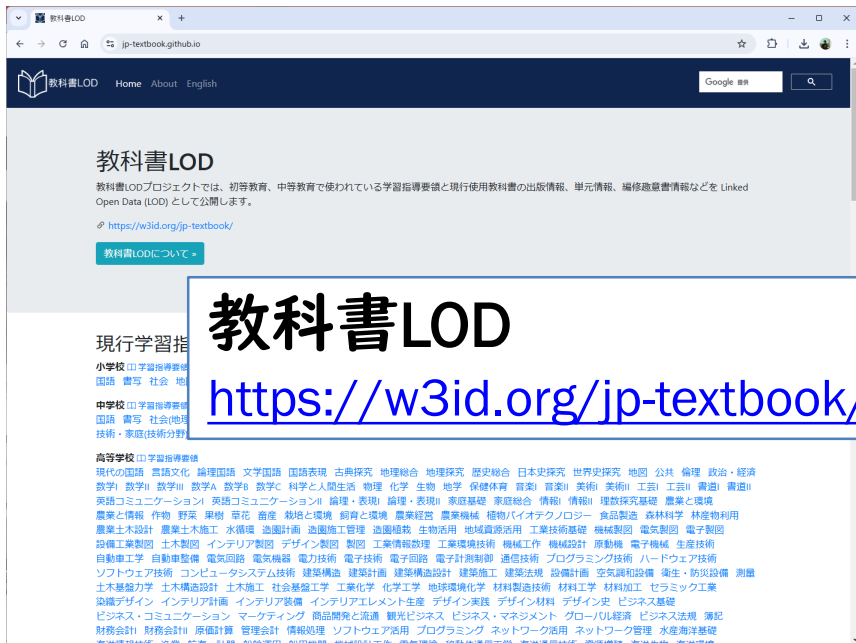 教科書LOD
jp-textbook.github.io
教科書LOD Home About English
Google 提供
教科書LOD
教科書LODプロジェクトでは、初等教育、中等教育で使われている学習指導要領と現行使用教科書の出版情報、単元情報、編修趣意書情報などを Linked
Open Data (LOD) として公開します。
https://w3id.org/jp-textbook/
教科書LODについて »
教科書LOD
https://w3id.org/jp-textbook/
現行学習指
小学校 学習指導要領
国語 書写 社会 地
中学校 学習指導要領
国語 書写 社会(地理
技術・家庭(技術分野
高等学校 学習指導要領
現代の国語 言語文化 論理国語 文学国語 国語表現 古典探究 地理総合 地理探究 歴史総合 日本史探究 世界史探究 地図 公共 倫理 政治・経済
数学I 数学II 数学III 数学A 数学B 数学C 科学と人間生活 物理 化学 生物 地学 保健体育 音楽I 音楽II 美術I 美術II 工芸I 工芸II 書道I 書道II
英語コミュニケーションI 英語コミュニケーションII 論理・表現I 論理・表現II 家庭基礎 家庭総合 情報I 情報II 理数探究基礎 農業と環境
農業と情報 作物 野菜 果樹 草花 畜産 栽培と環境 飼育と環境 農業経営 農業機械 植物バイオテクノロジー 食品製造 森林科学 林産物利用
農業土木設計 農業土木施工 水循環 造園計画 造園施工管理 造園植栽 生物活用 地域資源活用 工業技術基礎 機械製図 電気製図 電子製図
設備工業製図 土木製図 インテリア製図 デザイン製図 製図 工業情報数理 工業環境技術 機械工作 機械設計 原動機 電子機械 生産技術
自動車工学 自動車整備 電気回路 電気機器 電力技術 電子技術 電子回路 電子計測制御 通信技術 プログラミング技術 ハードウェア技術
ソフトウェア技術 コンピュータシステム技術 建築構造 建築計画 建築構造設計 建築施工 建築法規 設備計画 空気調和設備 衛生・防災設備 測量
土木基盤力学 土木構造設計 土木施工 社会基盤工学 工業化学 化学工学 地球環境化学 材料製造技術 材料工学 材料加工 セラミック工業
染織デザイン インテリア計画 インテリア装備 インテリアエレメント生産 デザイン実践 デザイン材料 デザイン史 ビジネス基礎
ビジネス・コミュニケーション マーケティング 商品開発と流通 観光ビジネス ビジネス・マネジメント グローバル経済 ビジネス法規 簿記
財務会計I 財務会計II 原価計算 管理会計 情報処理 ソフトウェア活用 プログラミング ネットワーク活用 ネットワーク管理 水産海洋基礎